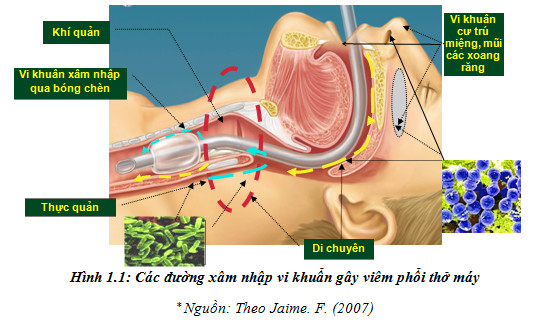 Khí quản
Vi khuẩn xâm nhập
qua bóng chèn
Vi khuẩn
cư trú
miệng, mũi
các xoang
răng
Thực quản
Di chuyên
Hình 1.1: Các đường xâm nhập vi khuẩn gây viêm phổi thở máy
* Nguồn: Theo Jaime. F. (2007)